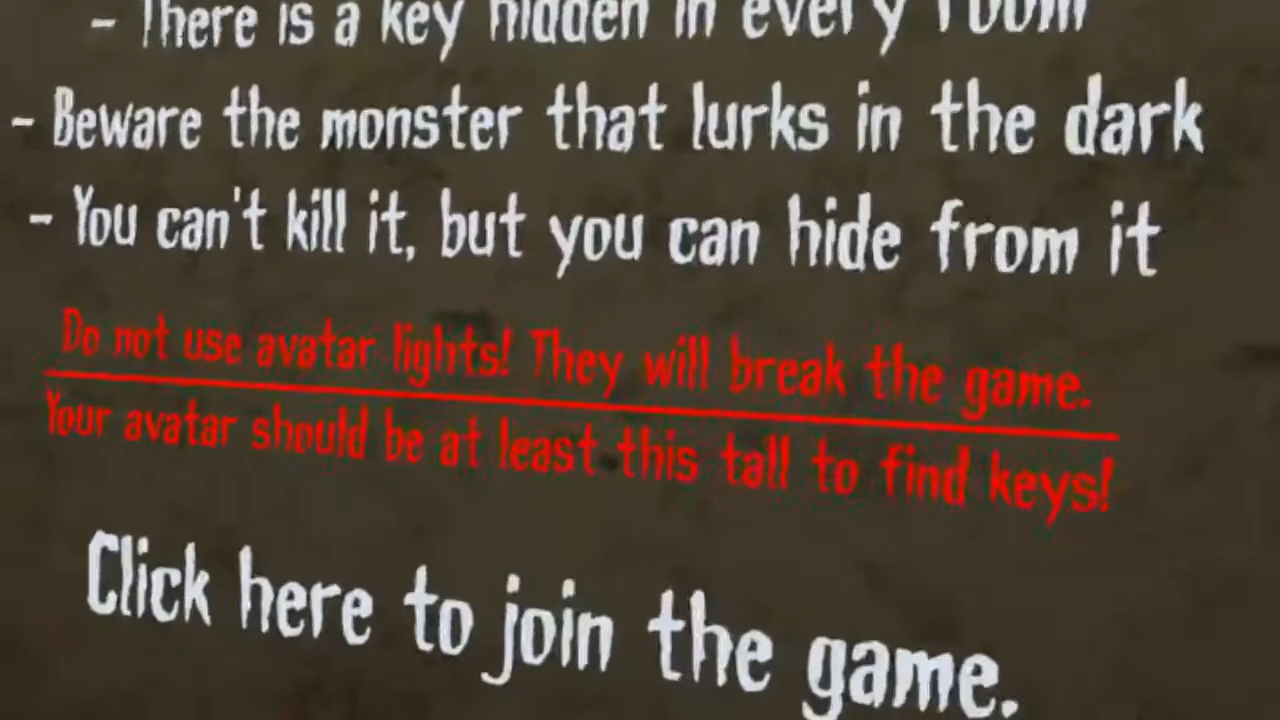 - There is a key hidden in every room
- Beware the monster that lurks in the dark
- You can't kill it, but you can hide from it
Do not use avatar lights! They will break the game.
Your avatar should be at least this tall to find keys!
Click here to join the game.